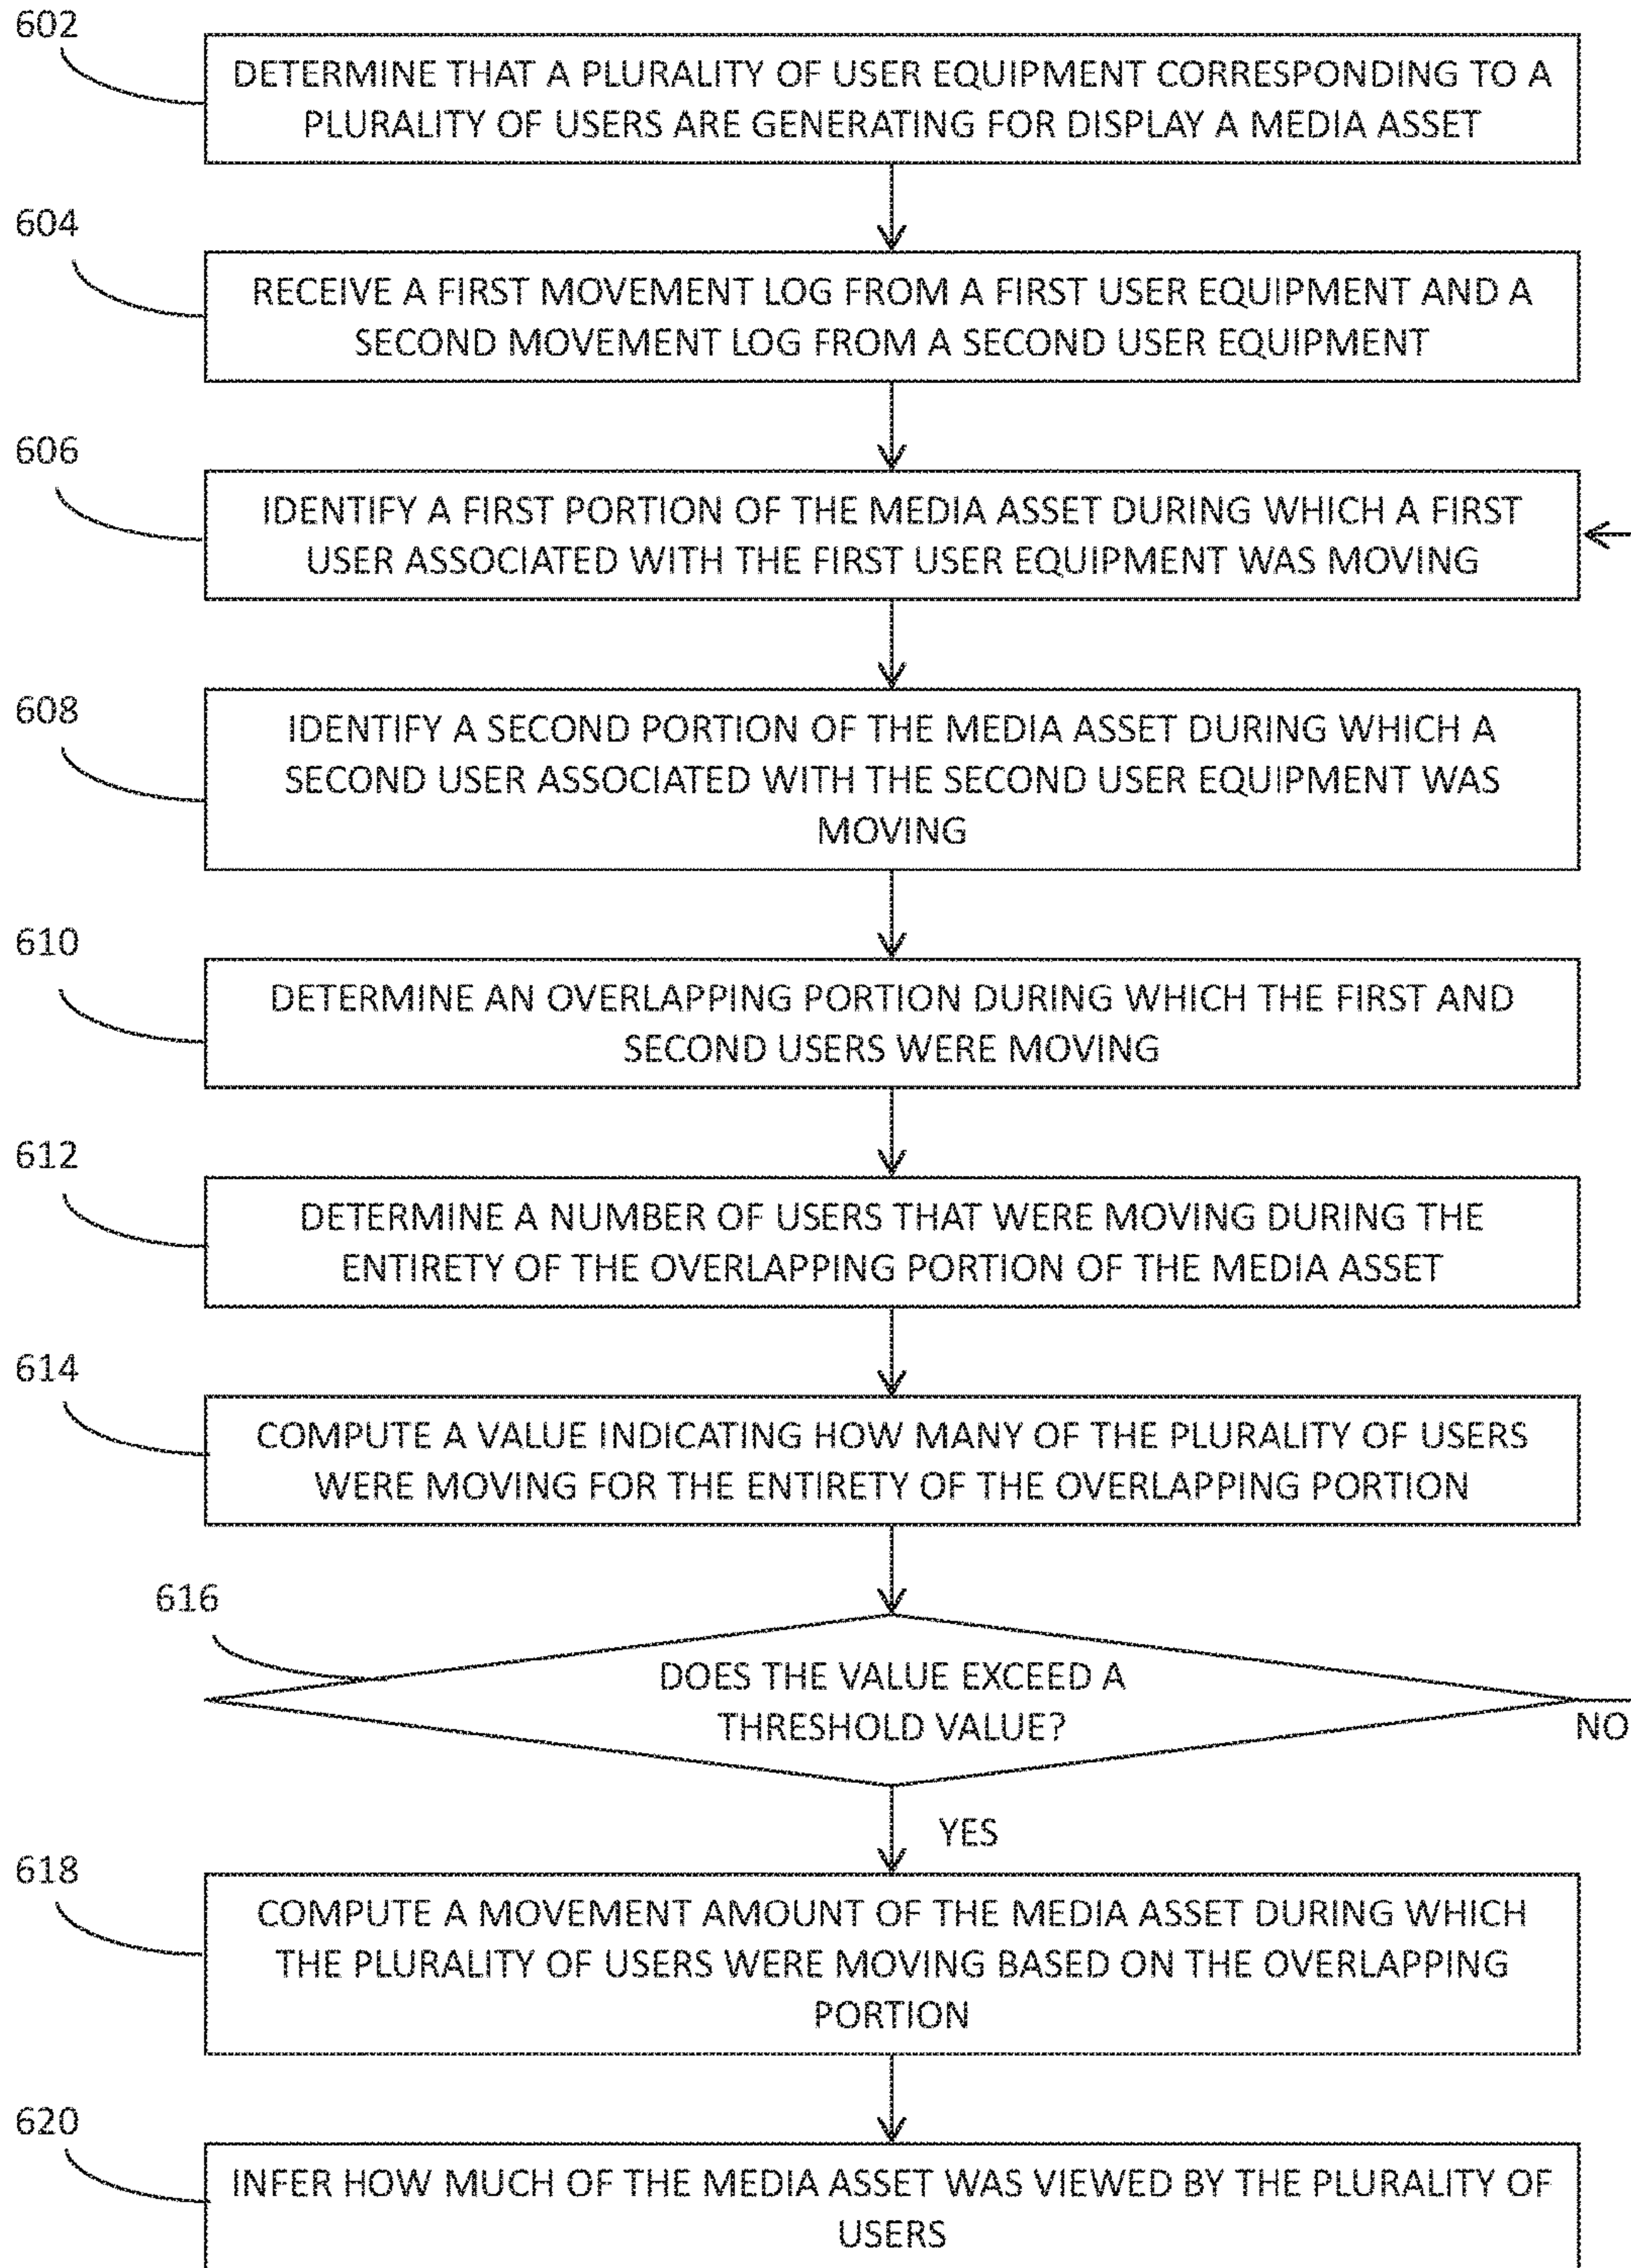 602
DETERMINE THAT A PLURALITY OF USER EQUIPMENT CORRESPONDING TO A
PLURALITY OF USERS ARE GENERATING FOR DISPLAY A MEDIA ASSET
604
RECEIVE A FIRST MOVEMENT LOG FROM A FIRST USER EQUIPMENT AND A
SECOND MOVEMENT LOG FROM A SECOND USER EQUIPMENT
606
IDENTIFY A FIRST PORTION OF THE MEDIA ASSET DURING WHICH A FIRST
USER ASSOCIATED WITH THE FIRST USER EQUIPMENT WAS MOVING
608
IDENTIFY A SECOND PORTION OF THE MEDIA ASSET DURING WHICH A
SECOND USER ASSOCIATED WITH THE SECOND USER EQUIPMENT WAS
MOVING
610
DETERMINE AN OVERLAPPING PORTION DURING WHICH THE FIRST AND
SECOND USERS WERE MOVING
612
DETERMINE A NUMBER OF USERS THAT WERE MOVING DURING THE
ENTIRETY OF THE OVERLAPPING PORTION OF THE MEDIA ASSET
614
COMPUTE A VALUE INDICATING HOW MANY OF THE PLURALITY OF USERS
WERE MOVING FOR THE ENTIRETY OF THE OVERLAPPING PORTION
616
DOES THE VALUE EXCEED A
THRESHOLD VALUE?
NO
YES
618
COMPUTE A MOVEMENT AMOUNT OF THE MEDIA ASSET DURING WHICH
THE PLURALITY OF USERS WERE MOVING BASED ON THE OVERLAPPING
PORTION
620
INFER HOW MUCH OF THE MEDIA ASSET WAS VIEWED BY THE PLURALITY OF
USERS